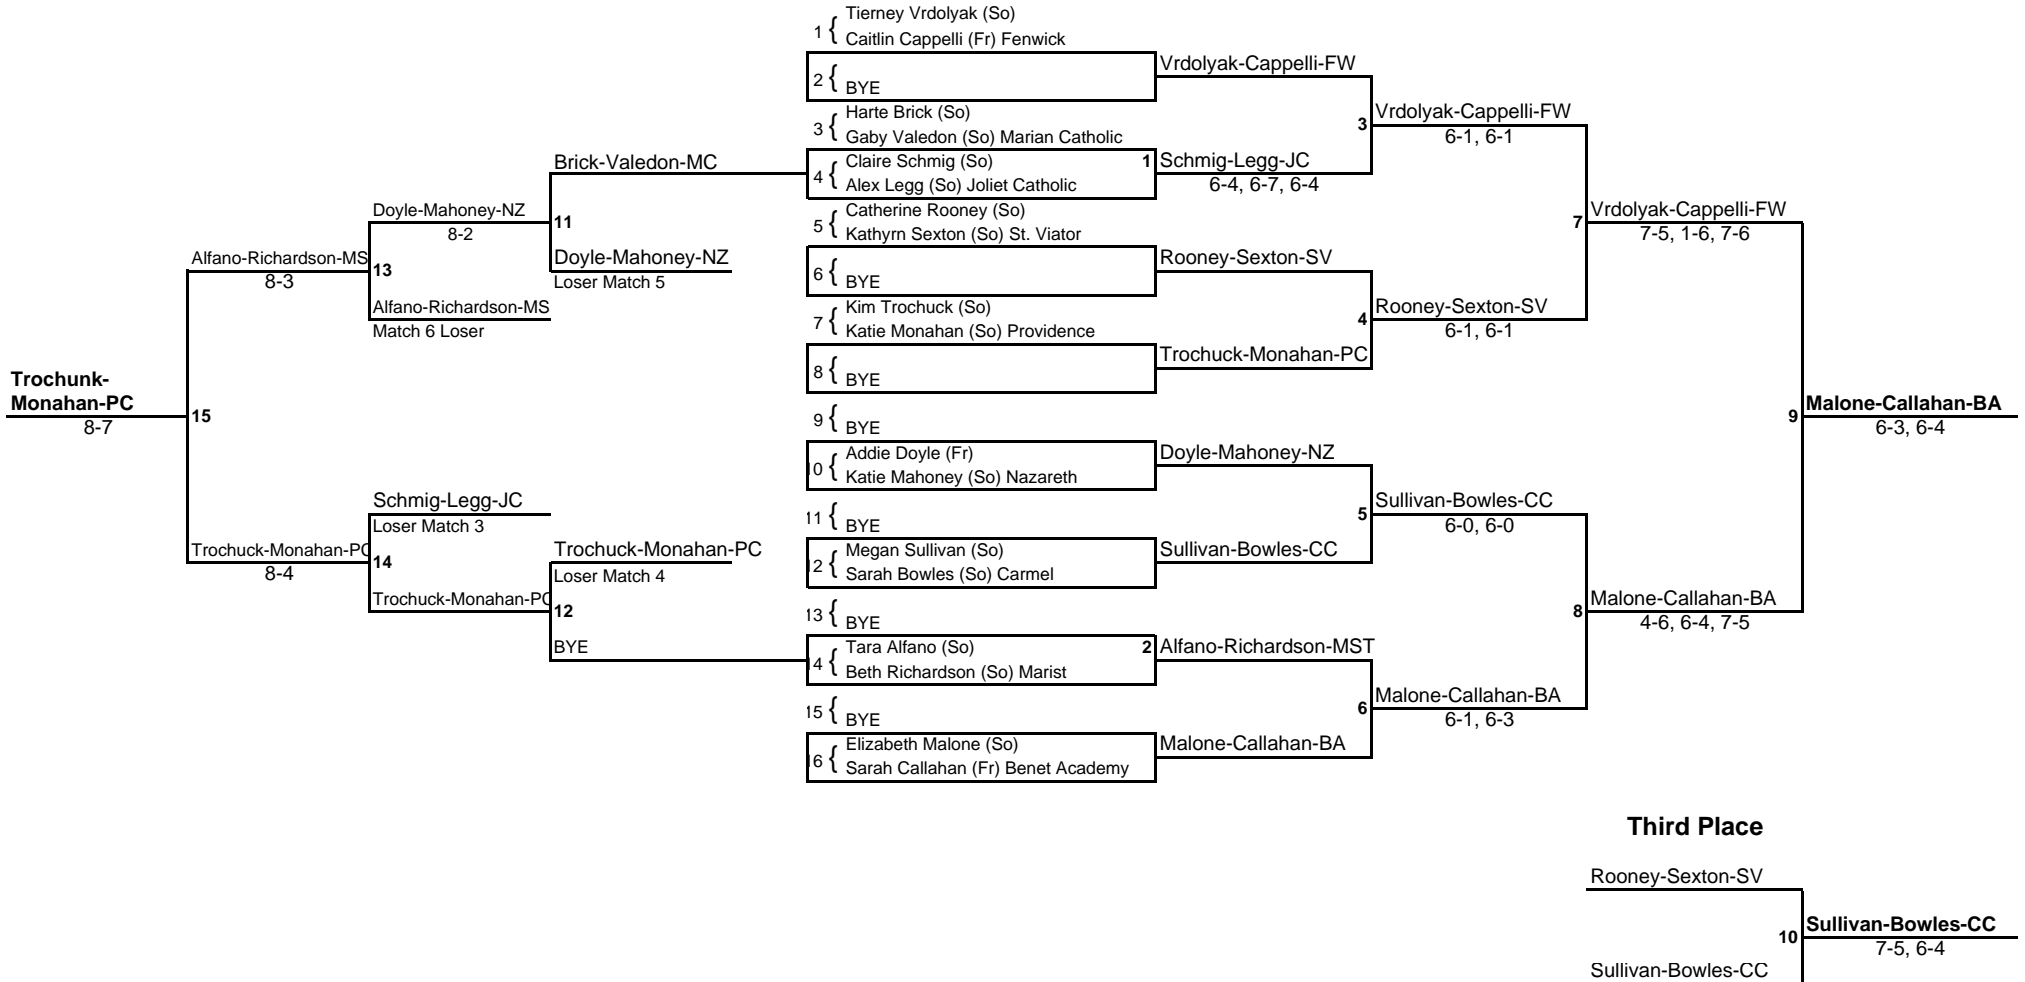 Tierney Vrdolyak (So)
1 {
Caitlin Cappelli (Fr) Fenwick
Vrdolyak-Cappelli-FW
2 {
BYE
Harte Brick (So)
3 {
Gaby Valedon (So) Marian Catholic
3
Vrdolyak-Cappelli-FW
6-1, 6-1
Brick-Valedon-MC
4 {
Claire Schmig (So)
Alex Legg (So) Joliet Catholic
1
Schmig-Legg-JC
6-4, 6-7, 6-4
Doyle-Mahoney-NZ
8-2
11
Catherine Rooney (So)
5 {
Kathyrn Sexton (So) St. Viator
7
Vrdolyak-Cappelli-FW
7-5, 1-6, 7-6
Alfano-Richardson-MS
8-3
13
Doyle-Mahoney-NZ
Loser Match 5
6 {
BYE
Rooney-Sexton-SV
Alfano-Richardson-MS
Match 6 Loser
Kim Trochuck (So)
7 {
Katie Monahan (So) Providence
4
Rooney-Sexton-SV
6-1, 6-1
Trochuck-Monahan-PC
8 {
BYE
Trochunk-
Monahan-PC
8-7
15
9 {
BYE
9
Malone-Callahan-BA
6-3, 6-4
10 {
Addie Doyle (Fr)
Katie Mahoney (So) Nazareth
Doyle-Mahoney-NZ
Schmig-Legg-JC
Loser Match 3
11 {
BYE
5
Sullivan-Bowles-CC
6-0, 6-0
Trochuck-Monahan-PC
8-4
14
Trochuck-Monahan-PC
Loser Match 4
12 {
Megan Sullivan (So)
Sarah Bowles (So) Carmel
Sullivan-Bowles-CC
Trochuck-Monahan-PC
12
13 {
BYE
8
Malone-Callahan-BA
4-6, 6-4, 7-5
BYE
14 {
Tara Alfano (So)
Beth Richardson (So) Marist
2
Alfano-Richardson-MST
15 {
BYE
6
Malone-Callahan-BA
6-1, 6-3
16 {
Elizabeth Malone (So)
Sarah Callahan (Fr) Benet Academy
Malone-Callahan-BA
Third Place
Rooney-Sexton-SV
10
Sullivan-Bowles-CC
7-5, 6-4
Sullivan-Bowles-CC